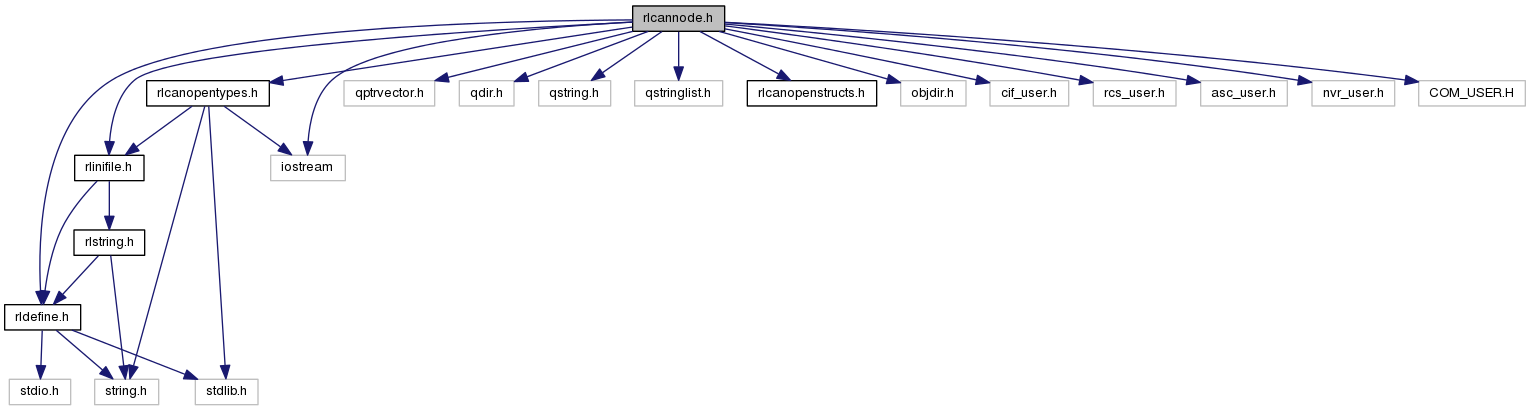 rlcannode.h
rlcanopentypes.h
qptrvector.h
qdir.h
qstring.h
qstringlist.h
rlcanopenstructs.h
objdir.h
cif_user.h
rcs_user.h
asc_user.h
nvr_user.h
COM_USER.H
rlinifile.h
iostream
rlstring.h
rldefine.h
stdio.h
string.h
stdlib.h